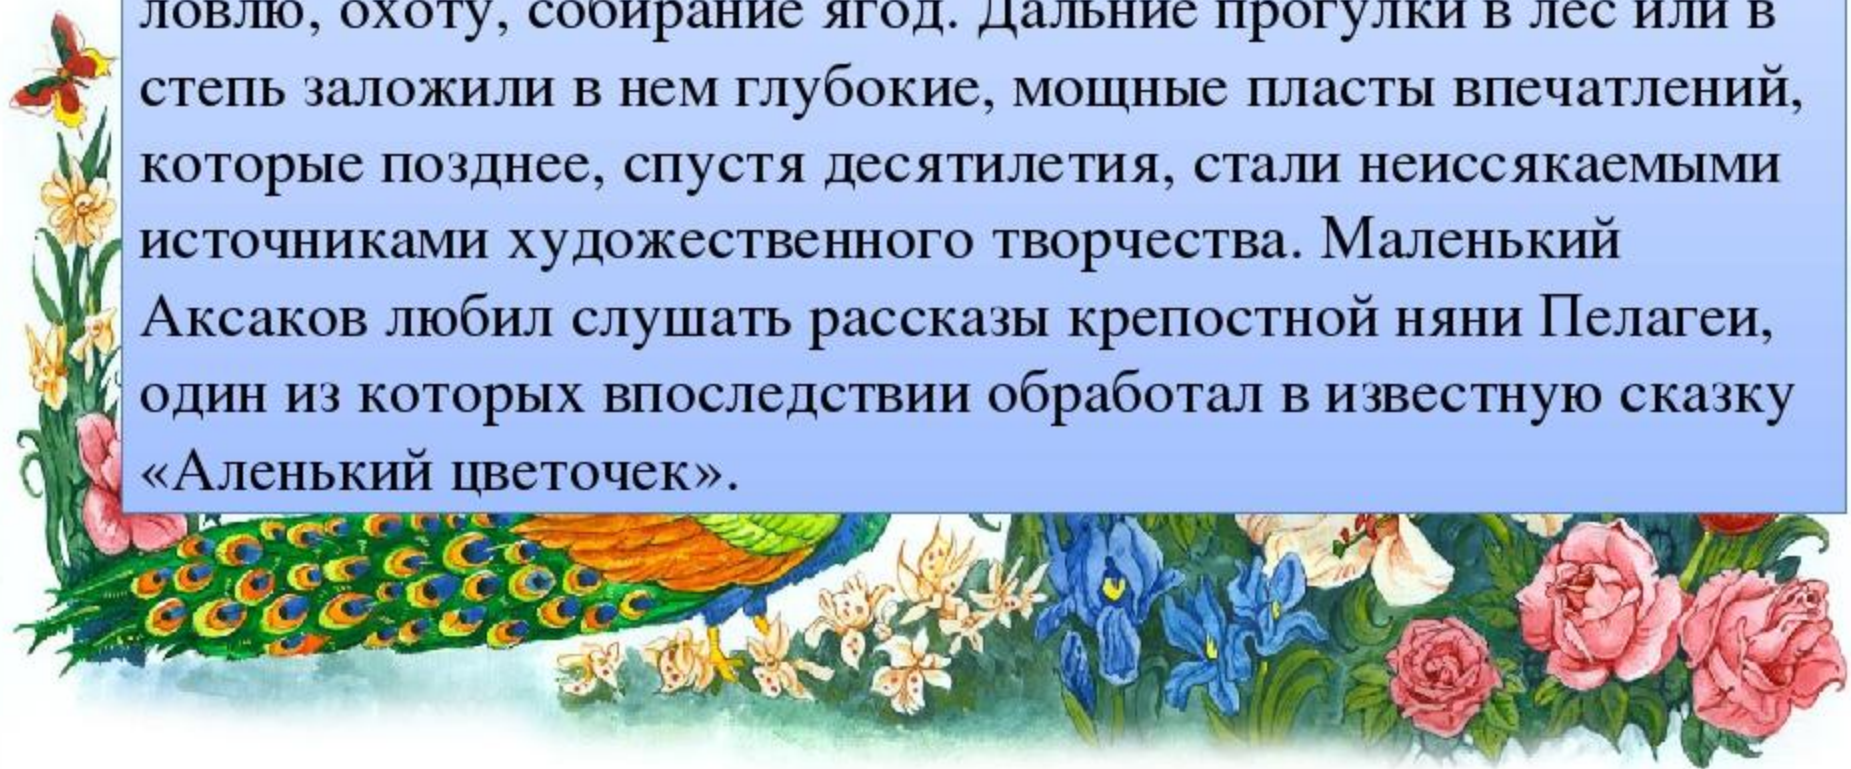 ловлю, охоту, собирание ягод. Дальние прогулки в лес или в
степь заложили в нем глубокие, мощные пласты впечатлений,
которые позднее, спустя десятилетия, стали неиссякаемыми
источниками художественного творчества. Маленький
Аксаков любил слушать рассказы крепостной няни Пелагеи,
один из которых впоследствии обработал в известную сказку
«Аленький цветочек».